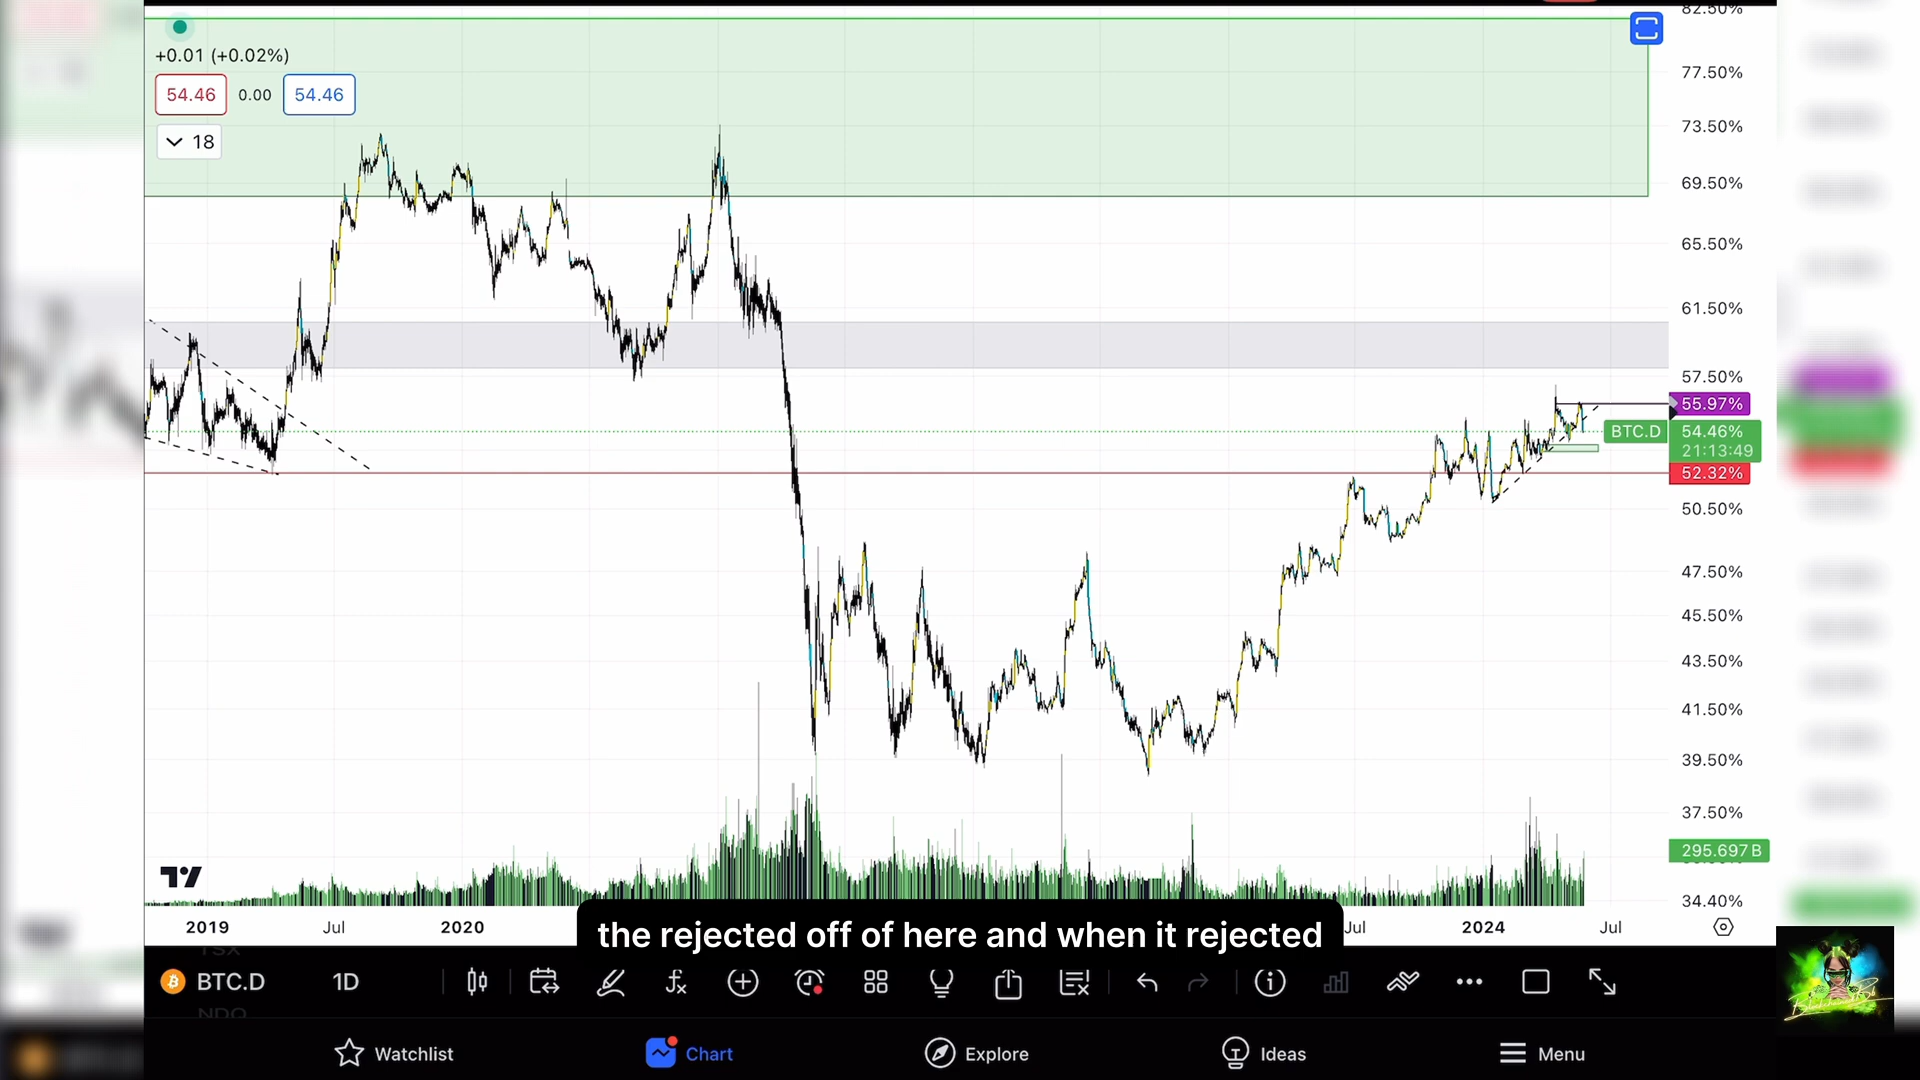 82.50%
+0.01 (+0.02%)
54.46 0.00 54.46
18
77.50%
73.50%
69.50%
65.50%
61.50%
57.50%
55.97%
BTC.D 54.46%
21:13:49
52.32%
50.50%
47.50%
45.50%
43.50%
41.50%
39.50%
37.50%
295.697 B
34.40%
2019 Jul 2020 Jul 2024 Jul
the rejected off of here and when it rejected
TSX
BTC.D 1D
NDQ
Watchlist Chart Explore Ideas Menu